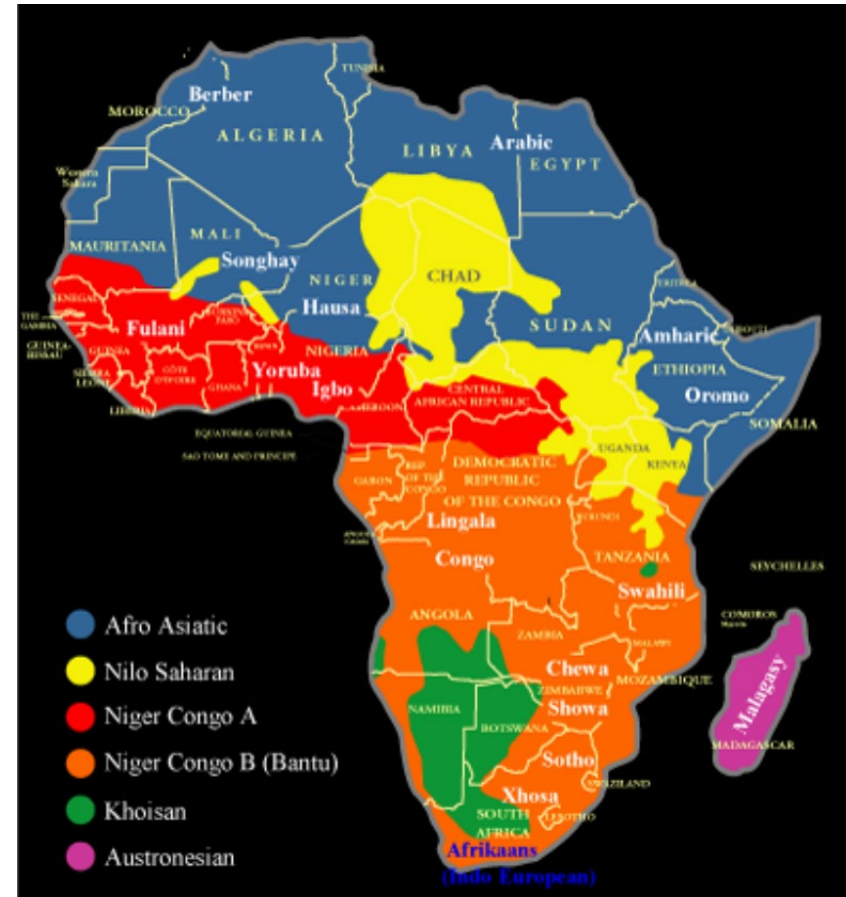 TUNISIA
Berber
MOROCCO
ALGERIA
LIBYA
Arabic
EGYPT
Western
Sahara
MAURITANIA
MALI
Songhay
NIGER
CHAD
Hausa
SUDAN
ERITREA
SENEGAL
THE
GAMBIA
Fulani
BURKINA
FASO
Amharic
DJIBOUTI
GUINEA-
BISSAU
GUINEA
NIGERIA
BENIN
ETHIOPIA
SIERRA
LEONE
CÔTE
D'IVOIRE
GHANA
Yoruba
Igbo
CENTRAL
AFRICAN REPUBLIC
Oromo
LIBERIA
CAMEROON
SOMALIA
EQUATORIAL GUINEA
SAO TOME AND PRINCIPE
UGANDA
KENYA
GABON
REP.
OF THE
CONGO
DEMOCRATIC
REPUBLIC
OF THE CONGO
Lingala
BURUNDI
Congo
TANZANIA
SEYCHELLES
Swahili
COMOROS
ANGOLA
ZAMBIA
MALAWI
Chewa
MOZAMBIQUE
ZIMBABWE
Showa
NAMIBIA
BOTSWANA
Malagasy
MADAGASCAR
Sotho
SWAZILAND
Xhosa
SOUTH
AFRICA
LESOTHO
Afrikaans
(Indo European)
Afro Asiatic
Nilo Saharan
Niger Congo A
Niger Congo B (Bantu)
Khoisan
Austronesian